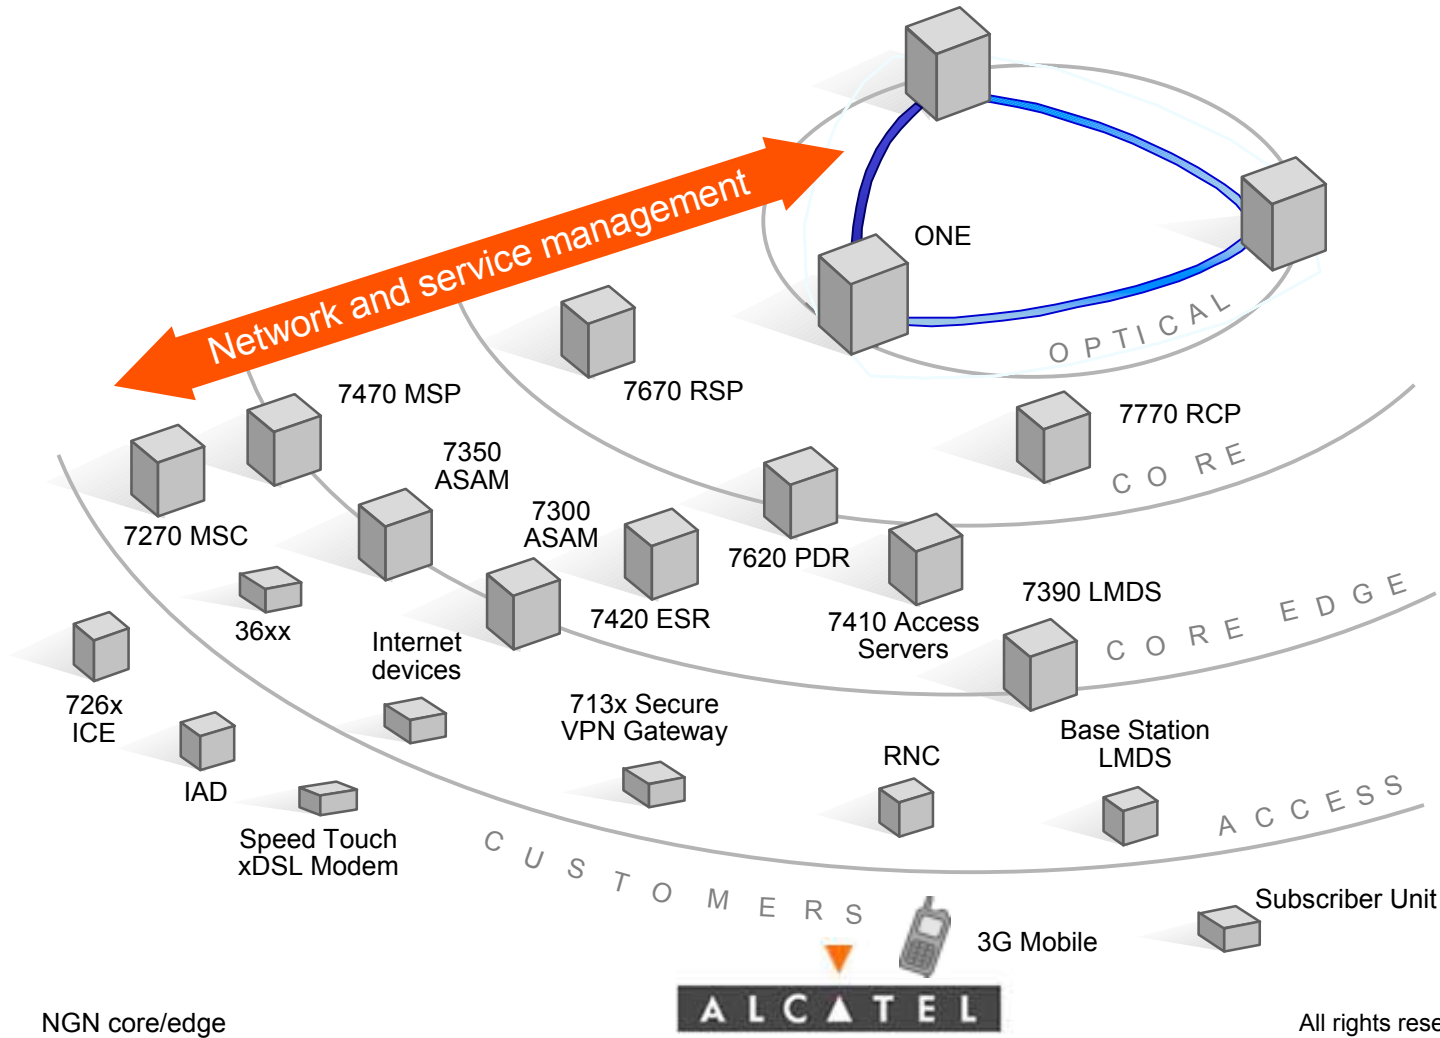 Network and service management
ONE
OPTICAL
7670 RSP
7470 MSP
7770 RCP
CORE
7350
ASAM
7300
ASAM
7270 MSC
7620 PDR
7420 ESR
7410 Access
Servers
7390 LMDS
CORE EDGE
36xx
Internet
devices
726x
ICE
713x Secure
VPN Gateway
RNC
Base Station
LMDS
IAD
ACCESS
Speed Touch
xDSL Modem
CUSTOMERS
3G Mobile
Subscriber Unit
ALCATEL
NGN core/edge
All rights rese